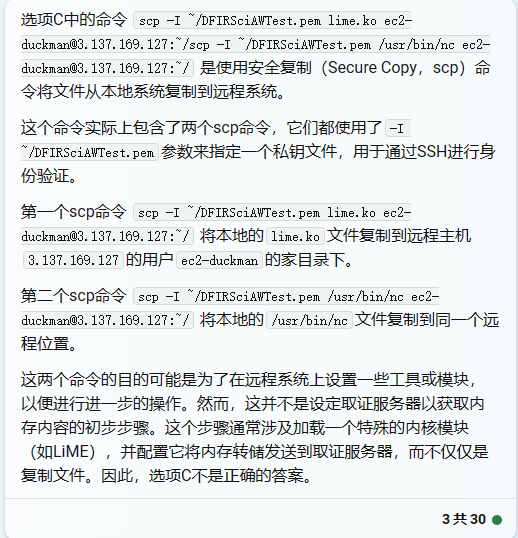 选项C中的命令 scp -I ~/DFIRSciAWTest.pem lime.ko ec2-
duckman@3.137.169.127:~/scp -I ~/DFIRSciAWTest.pem /usr/bin/nc ec2-
duckman@3.137.169.127:~/ 是使用安全复制（Secure Copy，scp）命
令将文件从本地系统复制到远程系统。
这个命令实际上包含了两个scp命令，它们都使用了 -I
~/DFIRSciAWTest.pem 参数来指定一个私钥文件，用于通过SSH进行身
份验证。
第一个scp命令 scp -I ~/DFIRSciAWTest.pem lime.ko ec2-
duckman@3.137.169.127:~/ 将本地的 lime.ko 文件复制到远程主机
3.137.169.127 的用户 ec2-duckman 的家目录下。
第二个scp命令 scp -I ~/DFIRSciAWTest.pem /usr/bin/nc ec2-
duckman@3.137.169.127:~/ 将本地的 /usr/bin/nc 文件复制到同一个远
程位置。
这两个命令的目的可能是为了在远程系统上设置一些工具或模块，
以便进行进一步的操作。然而，这并不是设定取证服务器以获取内
存内容的初步步骤。这个步骤通常涉及加载一个特殊的内核模块
（如LiME），并配置它将内存转储发送到取证服务器，而不仅仅是
复制文件。因此，选项C不是正确的答案。
3 共 30